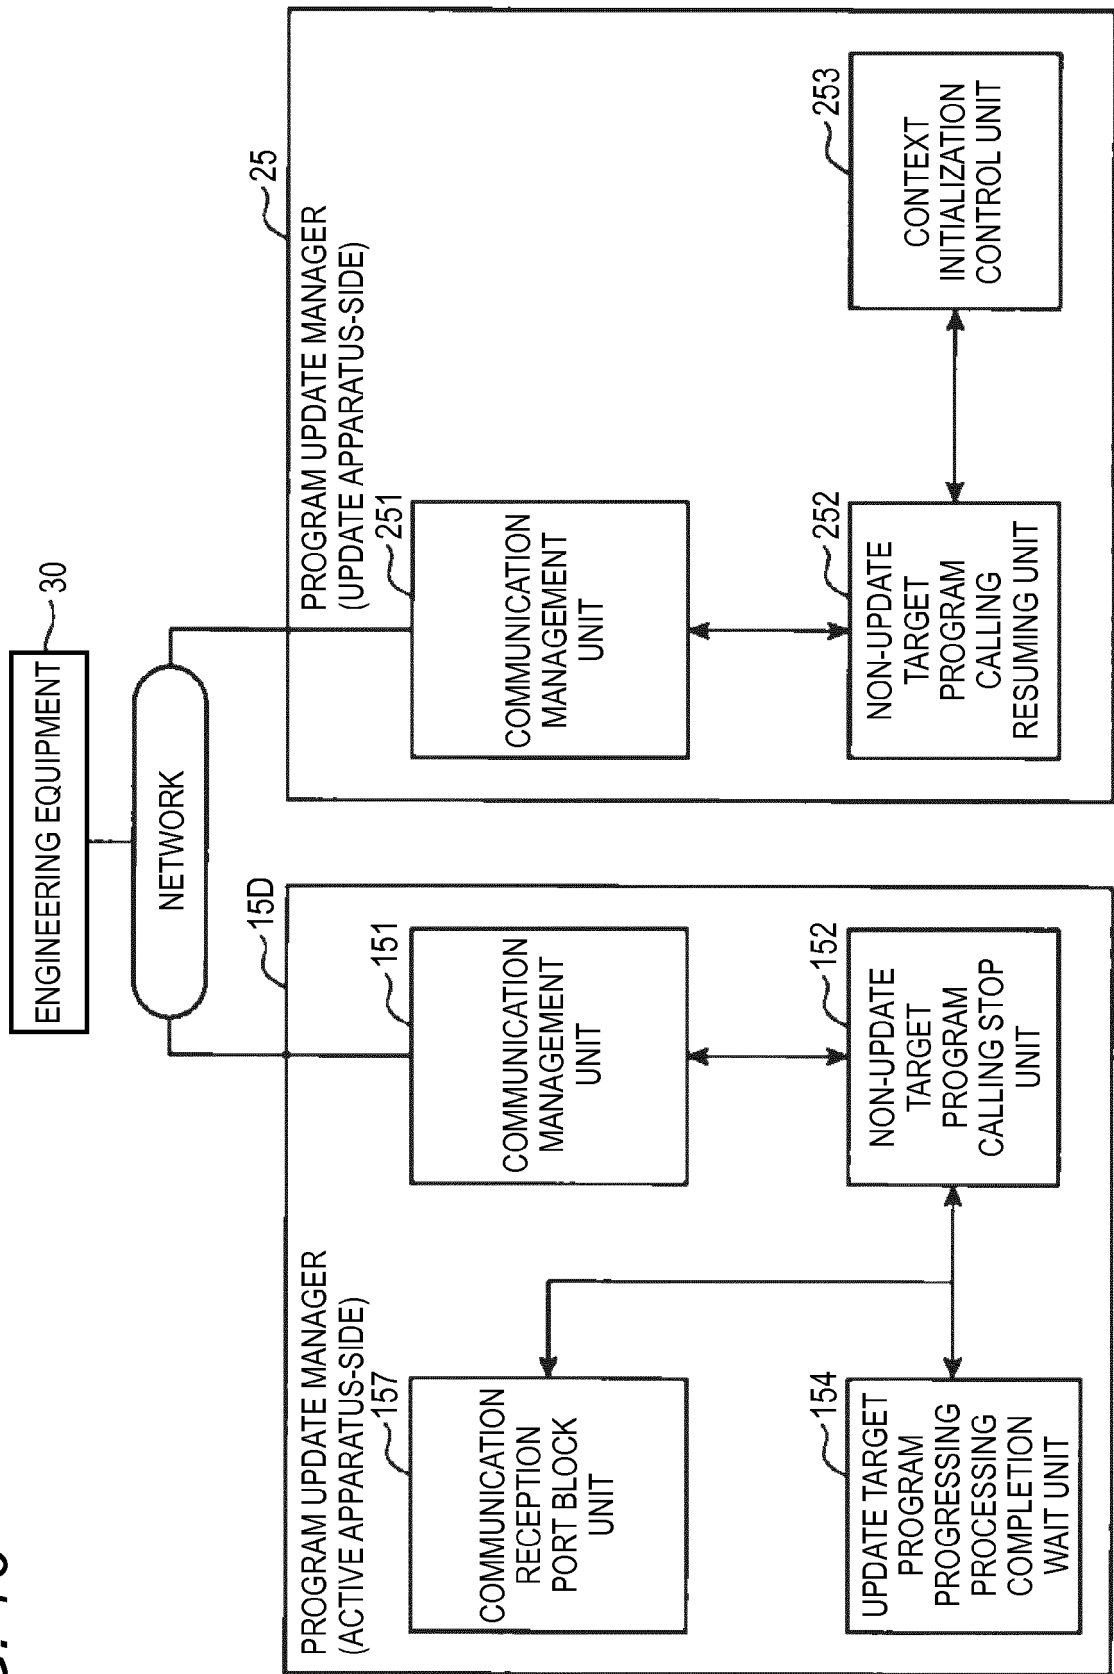 ENGINEERING EQUIPMENT
30
NETWORK
15D
PROGRAM UPDATE MANAGER
(ACTIVE APPARATUS-SIDE)
157
COMMUNICATION
RECEPTION
PORT BLOCK
UNIT
151
COMMUNICATION
MANAGEMENT
UNIT
154
UPDATE TARGET
PROGRAM
PROGRESSING
PROCESSING
COMPLETION
WAIT UNIT
152
NON-UPDATE
TARGET
PROGRAM
CALLING STOP
UNIT
25
PROGRAM UPDATE MANAGER
(UPDATE APPARATUS-SIDE)
251
COMMUNICATION
MANAGEMENT
UNIT
252
NON-UPDATE
TARGET
PROGRAM
CALLING
RESUMING UNIT
253
CONTEXT
INITIALIZATION
CONTROL UNIT